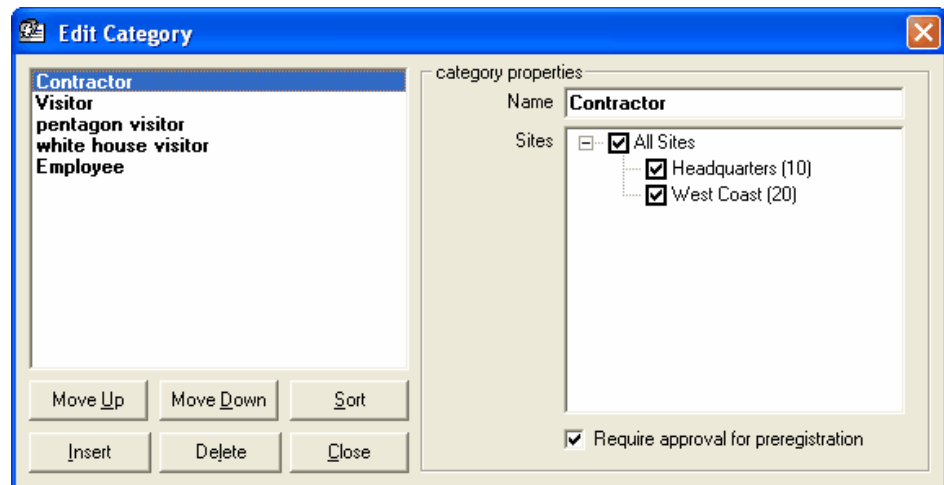 Edit Category
Contractor
Visitor
pentagon visitor
white house visitor
Employee
Move Up
Move Down
Sort
Insert
Delete
Close
category properties
Name Contractor
Sites
All Sites
Headquarters (10)
West Coast (20)
Require approval for preregistration